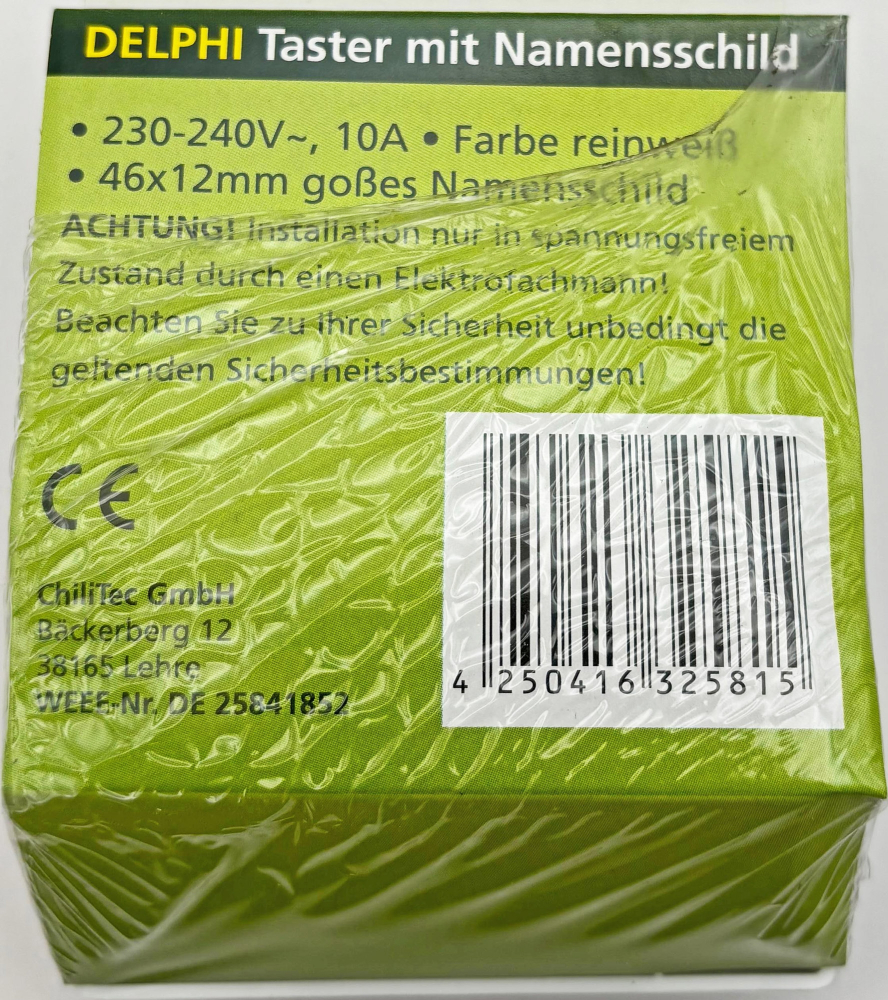 DELPHI Taster mit Namensschild
• 230-240V~, 10A • Farbe reinweiß
• 46x12mm goßes Namensschild
ACHTUNG! Installation nur in spannungsfreiem
Zustand durch einen Elektrofachmann!
Beachten Sie zu Ihrer Sicherheit unbedingt die
geltenden Sicherheitsbestimmungen!
CE
ChiliTec GmbH
Bäckerberg 12
38165 Lehre
WEEE-Nr. DE 25841852
4 250416 325815